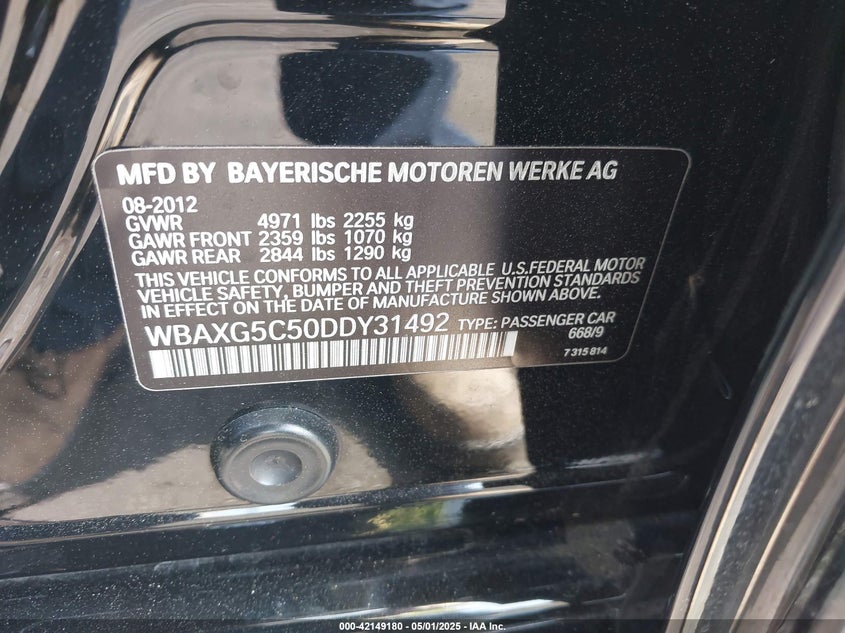 MFD BY BAYERISCHE MOTOREN WERKE AG
08-2012
GVWR 4971 lbs 2255 kg
GAWR FRONT 2359 lbs 1070 kg
GAWR REAR 2844 lbs 1290 kg
THIS VEHICLE CONFORMS TO ALL APPLICABLE U.S.FEDERAL MOTOR
VEHICLE SAFETY, BUMPER AND THEFT PREVENTION STANDARDS
IN EFFECT ON THE DATE OF MANUFACTURE SHOWN ABOVE.
WBAXG5C50DDY31492 TYPE: PASSENGER CAR
668/9
7 315 814
000-42149180 - 05/01/2025 - IAA Inc.